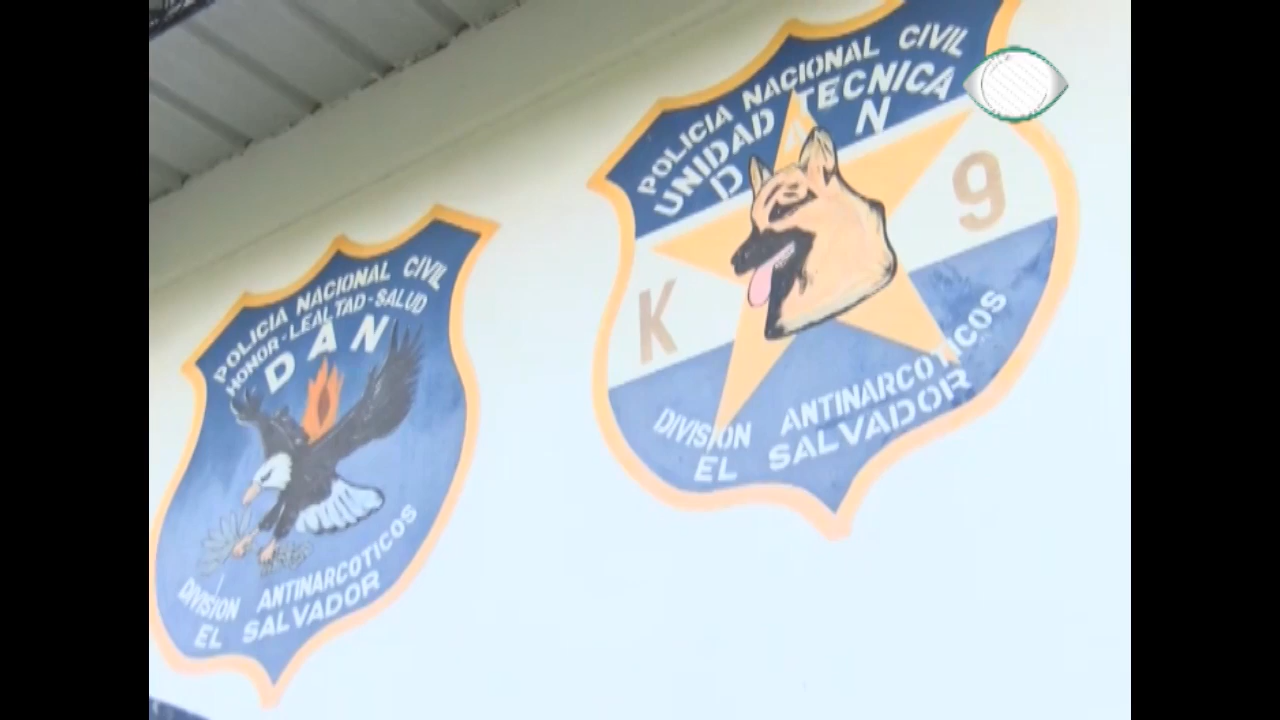 POLICIA NACIONAL CIVIL
HONOR-LEALTAD-SALUD
DAN
DIVISION ANTINARCOTICOS
EL SALVADOR
POLICIA NACIONAL CIVIL
UNIDAD TECNICA
DAN
K 9
DIVISION ANTINARCOTICOS
EL SALVADOR